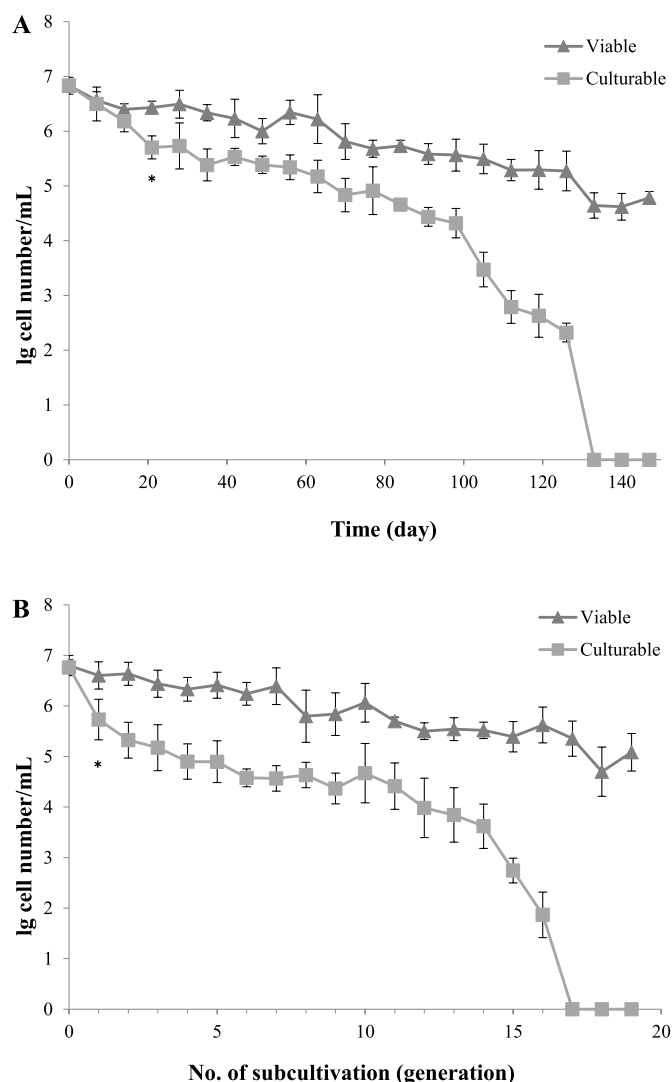 A
8
7
6
5
4
3
2
1
0
lg cell number/mL
Viable
Culturable
*
0 20 40 60 80 100 120 140
Time (day)
B
8
7
6
5
4
3
2
1
0
lg cell number/mL
Viable
Culturable
*
0 5 10 15 20
No. of subcultivation (generation)